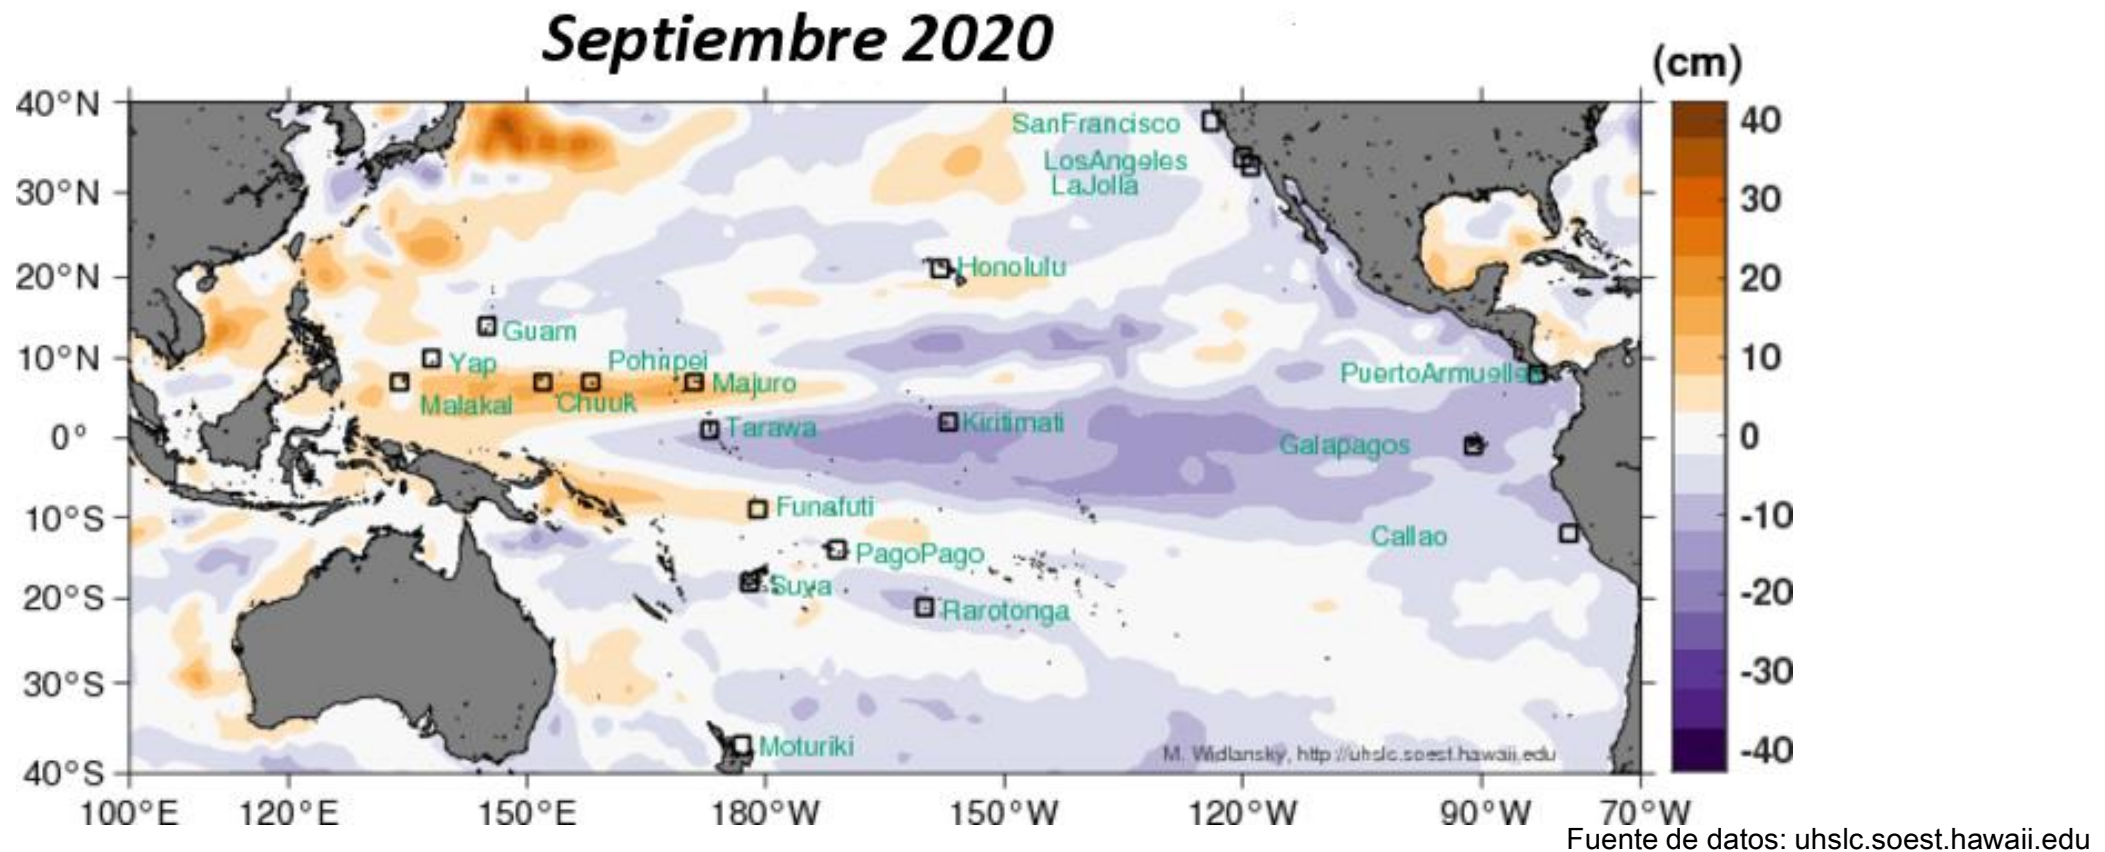 Septiembre 2020
(cm)
40°N
30°N
20°N
10°N
0°
10°S
20°S
30°S
40°S
SanFrancisco
LosAngeles
LaJolla
Honolulu
Guam
Yap
Pohnpei
Malakal
Chuuk
Majuro
PuertoArmuelles
Tarawa
Kiritimati
Galapagos
Funafuti
Callao
PagoPago
Suva
Rarotonga
Moturiki
M. Widlansky, http://uhslc.soest.hawaii.edu
40
30
20
10
0
-10
-20
-30
-40
100°E 120°E 150°E 180°W 150°W 120°W 90°W 70°W
Fuente de datos: uhslc.soest.hawaii.edu